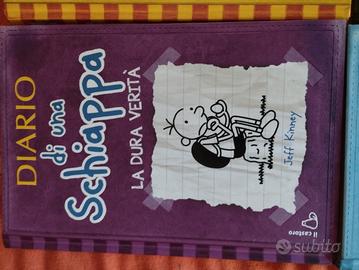 DIARIO
di una
Schiappa
LA DURA VERITÀ
Jeff Kinney
il castoro
subito